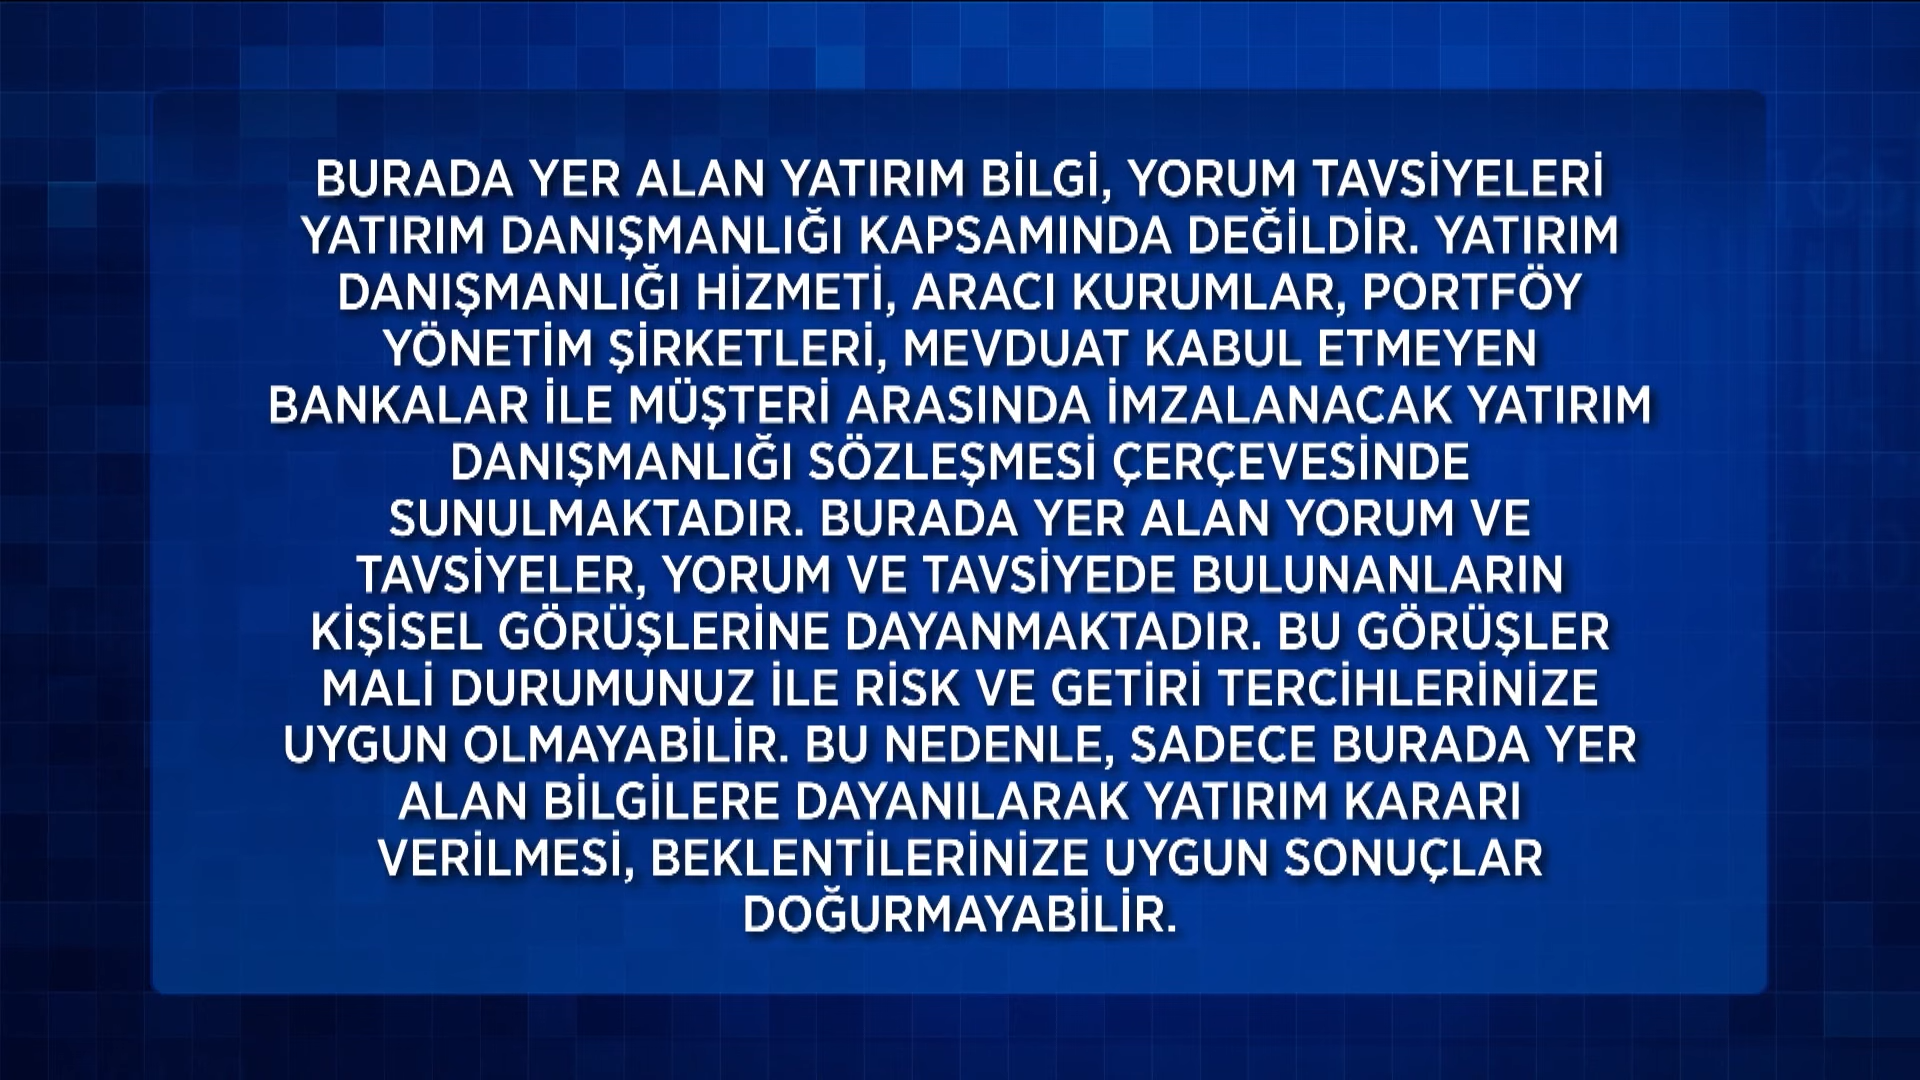 BURADA YER ALAN YATIRIM BİLGİ, YORUM TAVSİYELERİ
YATIRIM DANIŞMANLIĞI KAPSAMINDA DEĞİLDİR. YATIRIM
DANIŞMANLIĞI HİZMETİ, ARACI KURUMLAR, PORTFÖY
YÖNETİM ŞİRKETLERİ, MEVDUAT KABUL ETMEYEN
BANKALAR İLE MÜŞTERİ ARASINDA İMZALANACAK YATIRIM
DANIŞMANLIĞI SÖZLEŞMESİ ÇERÇEVESİNDE
SUNULMAKTADIR. BURADA YER ALAN YORUM VE
TAVSİYELER, YORUM VE TAVSİYEDE BULUNANLARIN
KİŞİSEL GÖRÜŞLERİNE DAYANMAKTADIR. BU GÖRÜŞLER
MALİ DURUMUNUZ İLE RİSK VE GETİRİ TERCİHLERİNİZE
UYGUN OLMAYABİLİR. BU NEDENLE, SADECE BURADA YER
ALAN BİLGİLERE DAYANILARAK YATIRIM KARARI
VERİLMESİ, BEKLENTİLERİNİZE UYGUN SONUÇLAR
DOĞURMAYABİLİR.